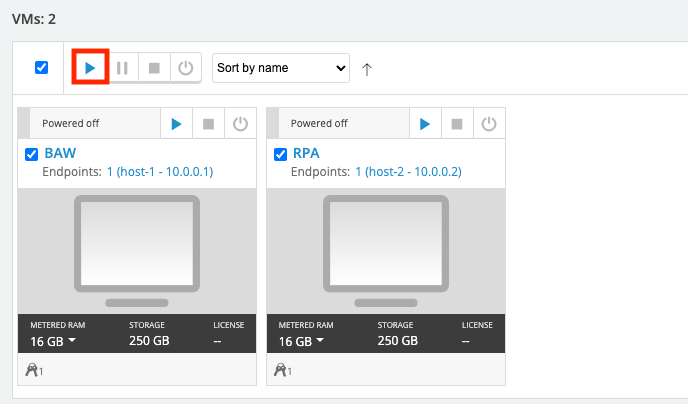 VMs: 2
Sort by name
Powered off
BAW
Endpoints: 1 (host-1 - 10.0.0.1)
METERED RAM STORAGE LICENSE
16 GB 250 GB --
1
Powered off
RPA
Endpoints: 1 (host-2 - 10.0.0.2)
METERED RAM STORAGE LICENSE
16 GB 250 GB --
1